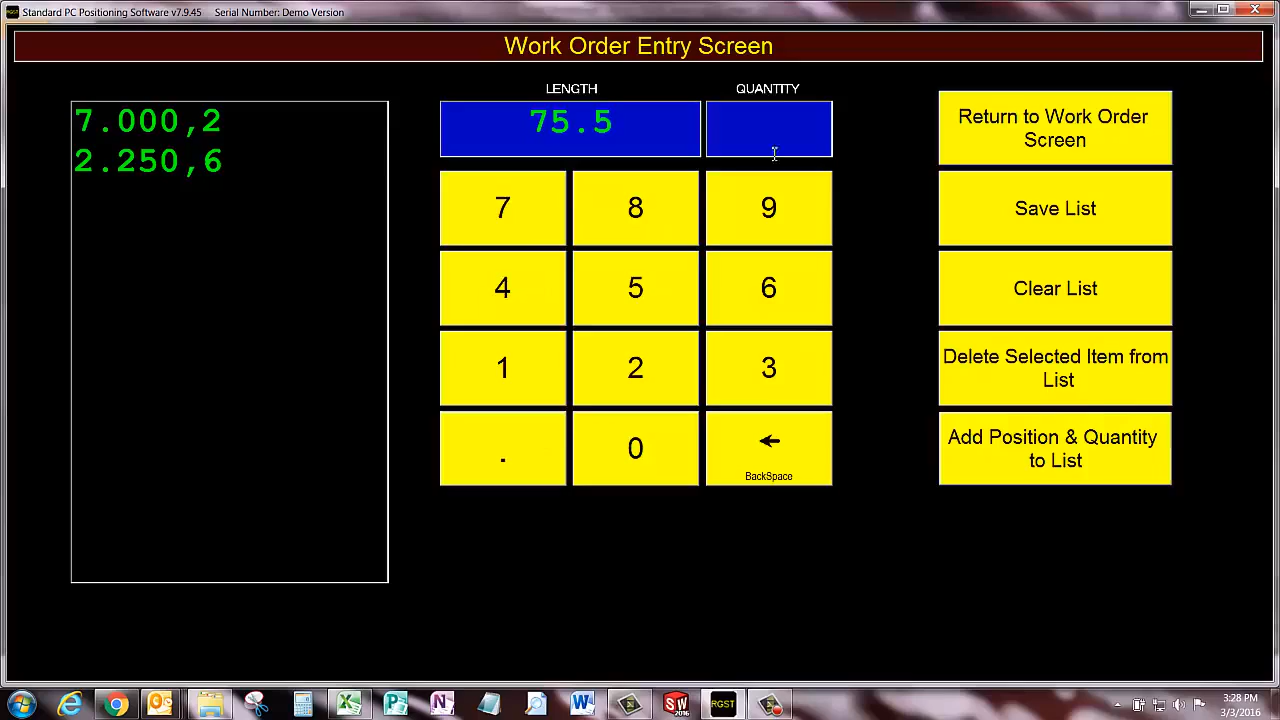 Standard PC Positioning Software v7.9.45 Serial Number: Demo Version
Work Order Entry Screen
7.000,2
2.250,6
LENGTH
QUANTITY
75.5
7
8
9
4
5
6
1
2
3
.
0
BackSpace
Return to Work Order
Screen
Save List
Clear List
Delete Selected Item from
List
Add Position & Quantity
to List
SW
2016
RGST
3:28 PM
3/3/2016